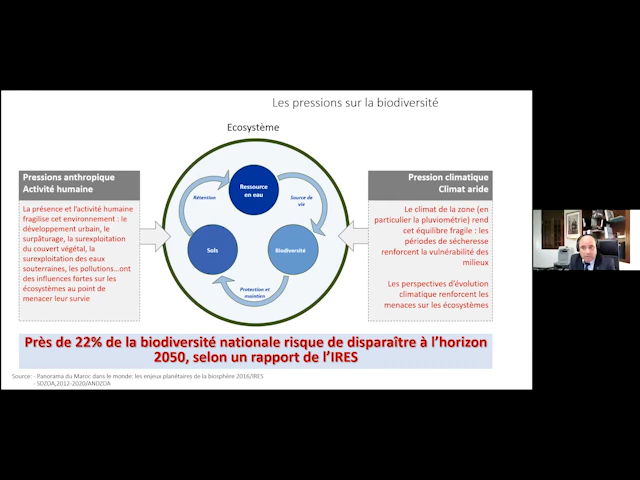 Les pressions sur la biodiversité
Ecosystème
Pressions anthropique
Activité humaine
La présence et l'activité humaine
fragilise cet environnement : le
développement urbain, le
surpâturage, la surexploitation
du couvert végétal, la
surexploitation des eaux
souterraines, les pollutions...ont
des influences fortes sur les
écosystèmes au point de
menacer leur survie
Ressource
en eau
Rétention
Source de
vie
Sols
Biodiversité
Protection et
maintien
Pression climatique
Climat aride
Le climat de la zone (en
particulier la pluviométrie) rend
cet équilibre fragile : les
périodes de sécheresse
renforcent la vulnérabilité des
milieux
Les perspectives d'évolution
climatique renforcent les
menaces sur les écosystèmes
Près de 22% de la biodiversité nationale risque de disparaître à l'horizon
2050, selon un rapport de l'IRES
Source: - Panorama du Maroc dans le monde: les enjeux planétaires de la biosphère 2016/IRES
- SDZOA,2012-2020/ANDZOA